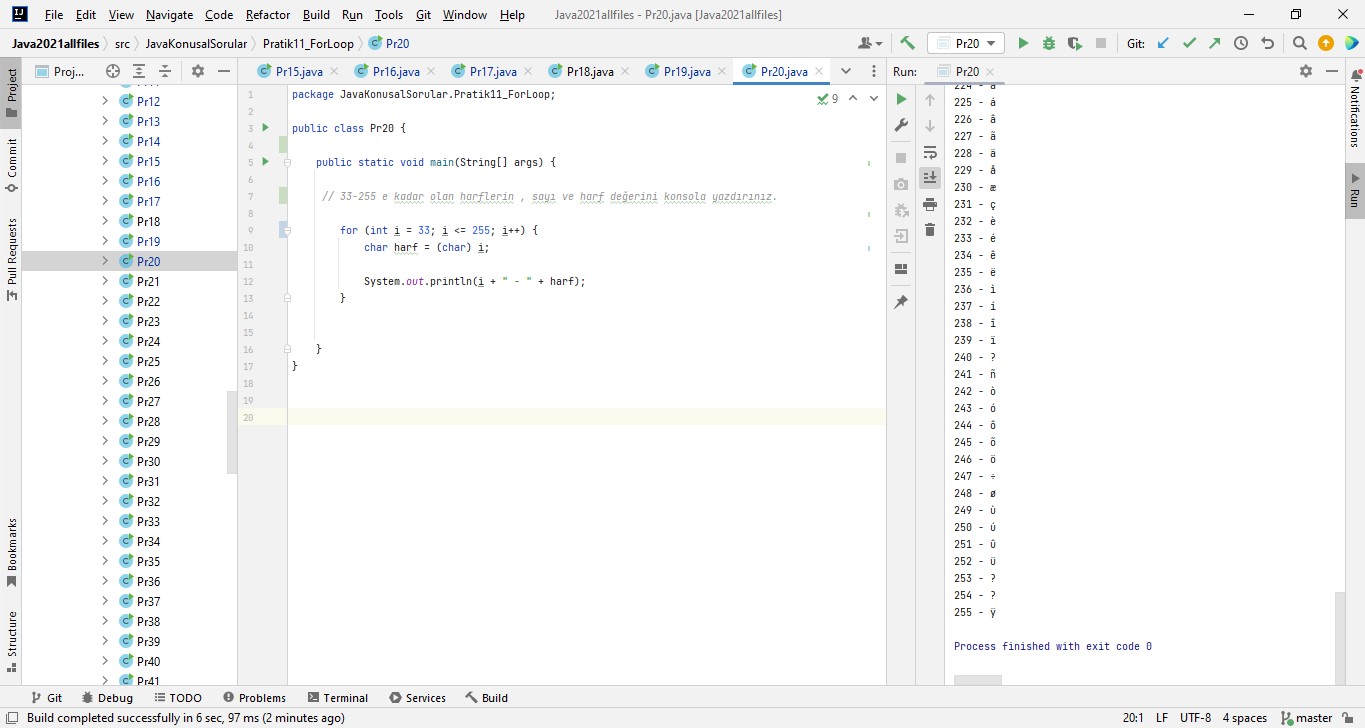 File Edit View Navigate Code Refactor Build Run Tools Git Window Help Java2021allfiles - Pr20.java [Java2021allfiles]
Java2021allfiles src JavaKonusalSorular Pratik11_ForLoop Pr20 Pr20 Git:
Project
Commit
Pull Requests
Bookmarks
Structure
Proj...
Pr12
Pr13
Pr14
Pr15
Pr16
Pr17
Pr18
Pr19
Pr20
Pr21
Pr22
Pr23
Pr24
Pr25
Pr26
Pr27
Pr28
Pr29
Pr30
Pr31
Pr32
Pr33
Pr34
Pr35
Pr36
Pr37
Pr38
Pr39
Pr40
Pr41
Pr15.java Pr16.java Pr17.java Pr18.java Pr19.java Pr20.java
9
1 package JavaKonusalSorular.Pratik11_ForLoop;
2
3 public class Pr20 {
4
5 public static void main(String[] args) {
6
7 // 33-255 e kadar olan harflerin , sayı ve harf değerini konsola yazdırınız.
8
9 for (int i = 33; i <= 255; i++) {
10 char harf = (char) i;
11
12 System.out.println(i + " - " + harf);
13 }
14
15
16 }
17 }
18
19
20
Run: Pr20
224 - à
225 - á
226 - â
227 - ã
228 - ä
229 - å
230 - æ
231 - ç
232 - è
233 - é
234 - ê
235 - ë
236 - ì
237 - í
238 - î
239 - ï
240 - ?
241 - ñ
242 - ò
243 - ó
244 - ô
245 - õ
246 - ö
247 - ÷
248 - ø
249 - ù
250 - ú
251 - û
252 - ü
253 - ?
254 - ?
255 - ÿ
Process finished with exit code 0
Notifications
Run
Git Debug TODO Problems Terminal Services Build
Build completed successfully in 6 sec, 97 ms (2 minutes ago) 20:1 LF UTF-8 4 spaces master